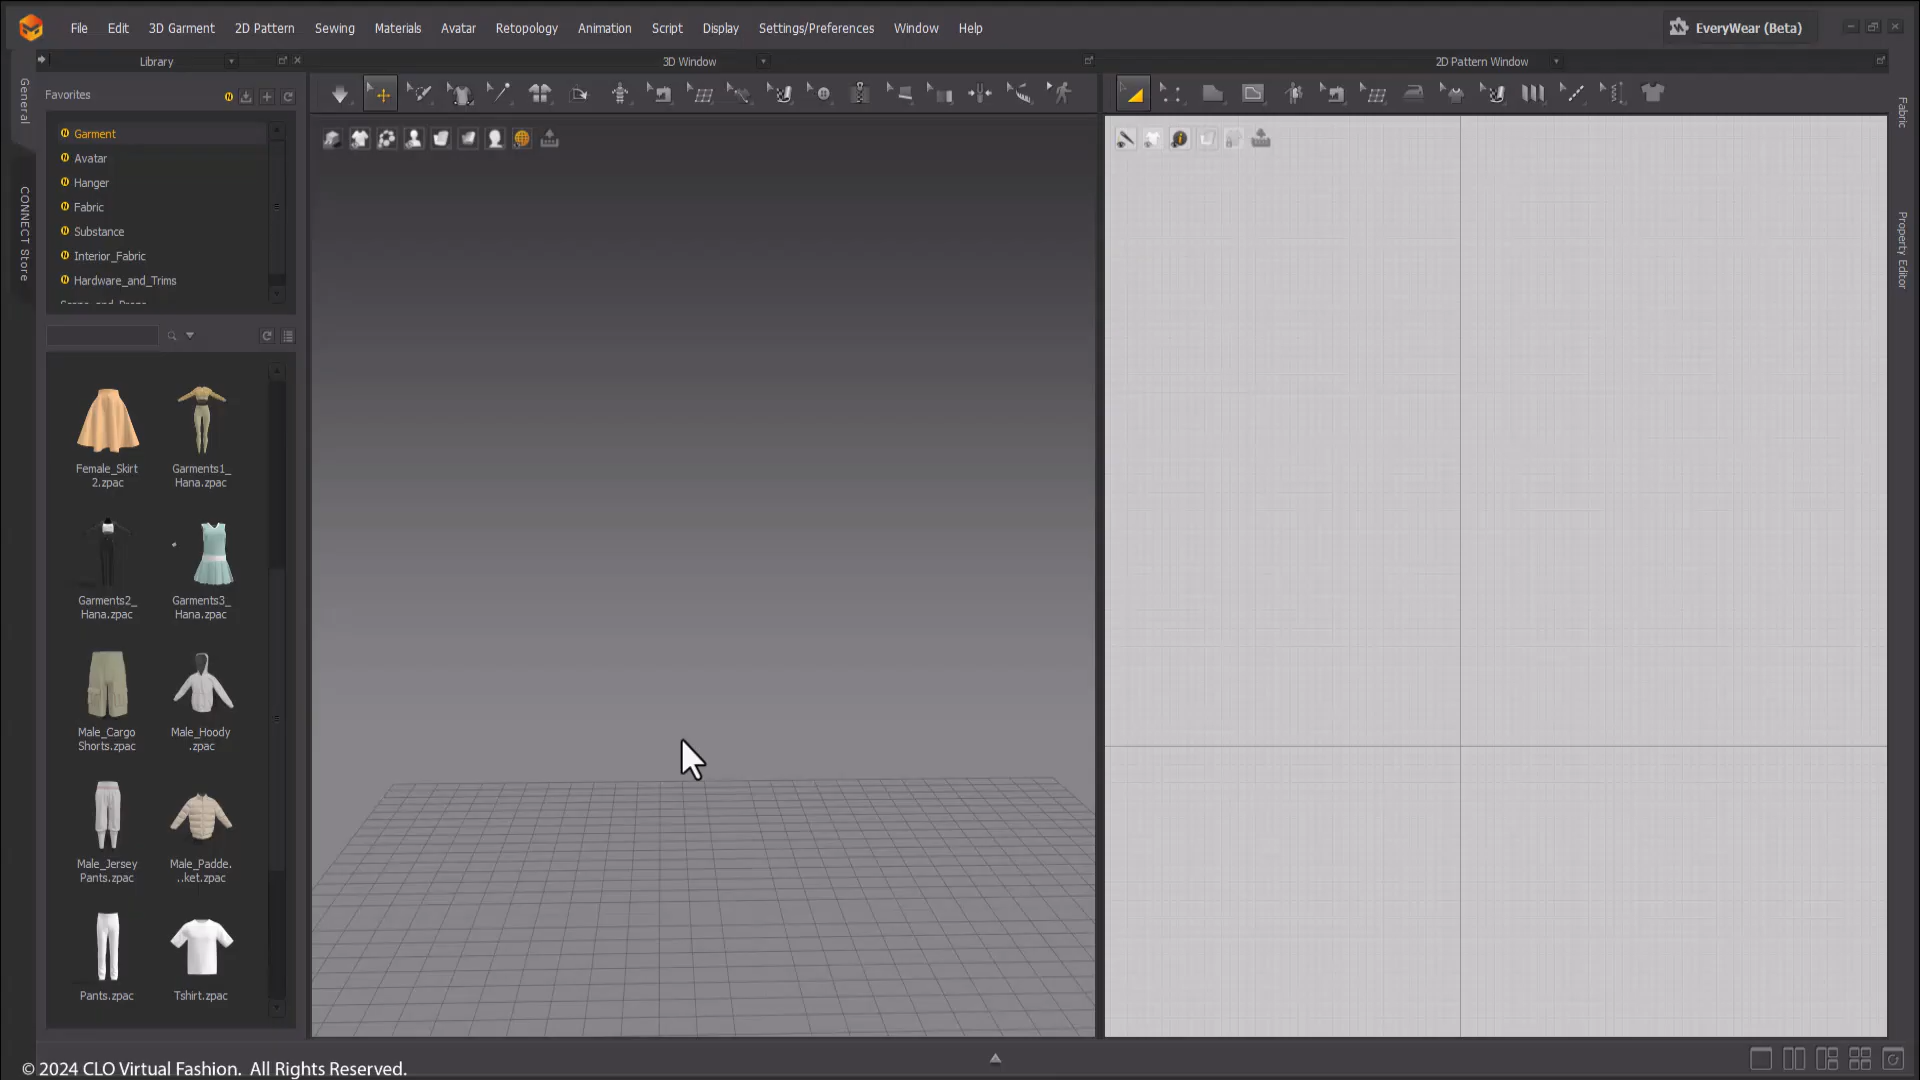 File Edit 3D Garment 2D Pattern Sewing Materials Avatar Retopology Animation Script Display Settings/Preferences Window Help EveryWear (Beta)
Library 3D Window 2D Pattern Window
General
CONNECT Store
Favorites
Garment
Avatar
Hanger
Fabric
Substance
Interior_Fabric
Hardware_and_Trims
Female_Skirt
2.zpac
Garments1_
Hana.zpac
Garments2_
Hana.zpac
Garments3_
Hana.zpac
Male_Cargo
Shorts.zpac
Male_Hoody
.zpac
Male_Jersey
Pants.zpac
Male_Padde.
..ket.zpac
Pants.zpac
Tshirt.zpac
Fabric
Property Editor
© 2024 CLO Virtual Fashion. All Rights Reserved.